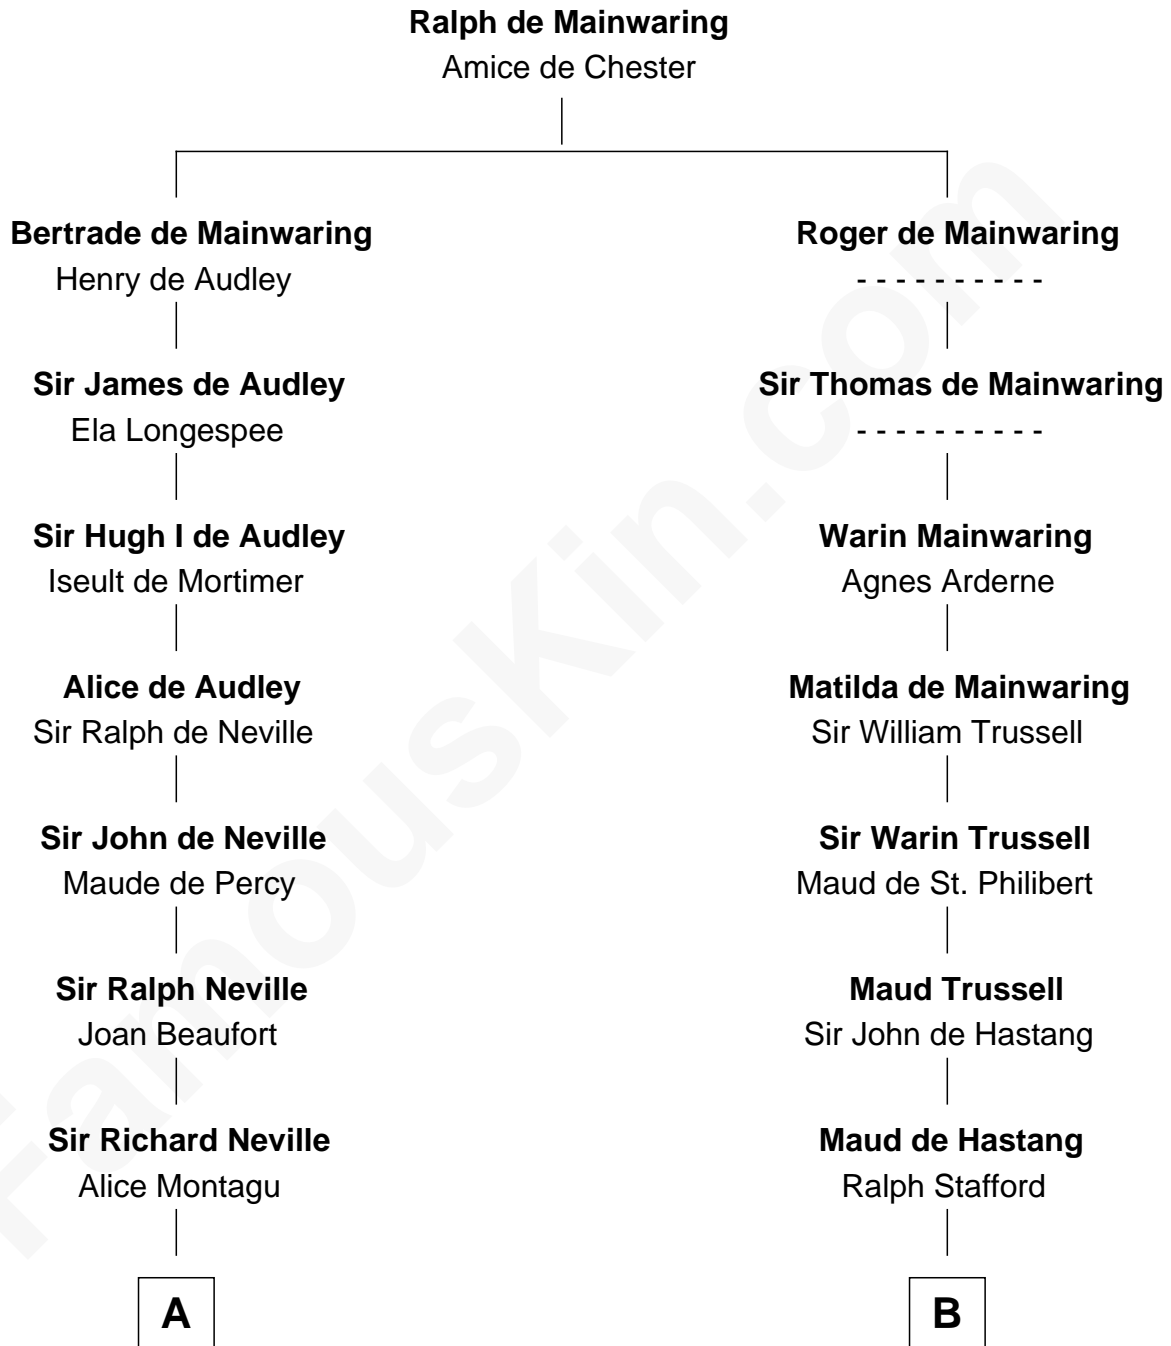 Ralph de Mainwaring
Amice de Chester
Bertrade de Mainwaring
Henry de Audley
Roger de Mainwaring
- - - - - - - - - -
Sir James de Audley
Ela Longespee
Sir Thomas de Mainwaring
- - - - - - - - - -
Sir Hugh I de Audley
Iseult de Mortimer
Warin Mainwaring
Agnes Arderne
Alice de Audley
Sir Ralph de Neville
Matilda de Mainwaring
Sir William Trussell
Sir John de Neville
Maude de Percy
Sir Warin Trussell
Maud de St. Philibert
Sir Ralph Neville
Joan Beaufort
Maud Trussell
Sir John de Hastang
Sir Richard Neville
Alice Montagu
Maud de Hastang
Ralph Stafford
A
B
FamousKin.com